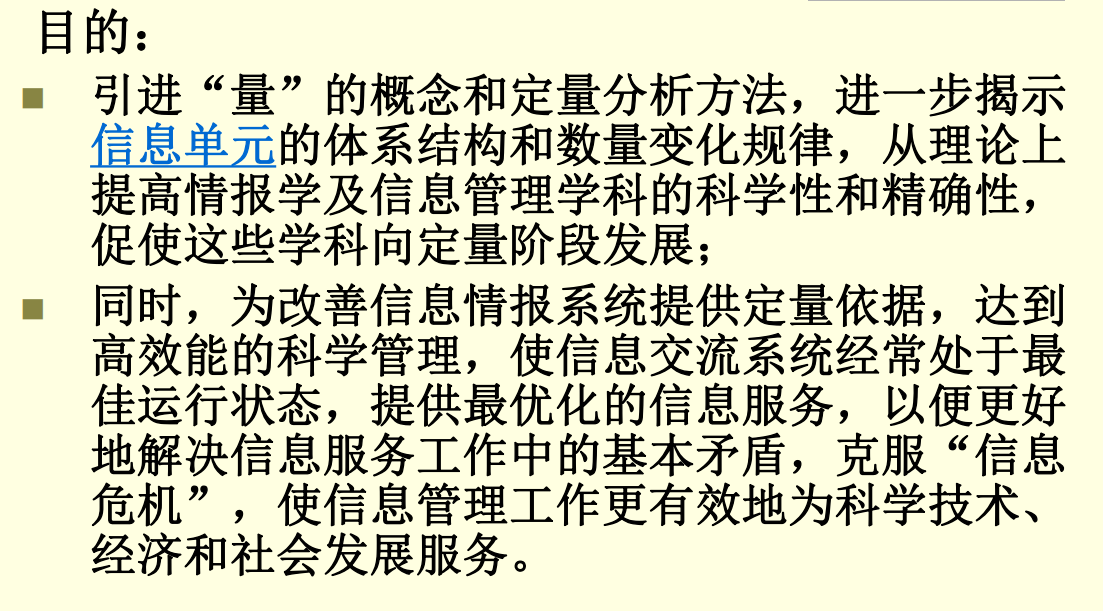 目的：
引进“量”的概念和定量分析方法，进一步揭示
信息单元的体系结构和数量变化规律，从理论上
提高情报学及信息管理学科的科学性和精确性，
促使这些学科向定量阶段发展；
同时，为改善信息情报系统提供定量依据，达到
高效能的科学管理，使信息交流系统经常处于最
佳运行状态，提供最优化的信息服务，以便更好
地解决信息服务工作中的基本矛盾，克服“信息
危机”，使信息管理工作更有效地为科学技术、
经济和社会发展服务。